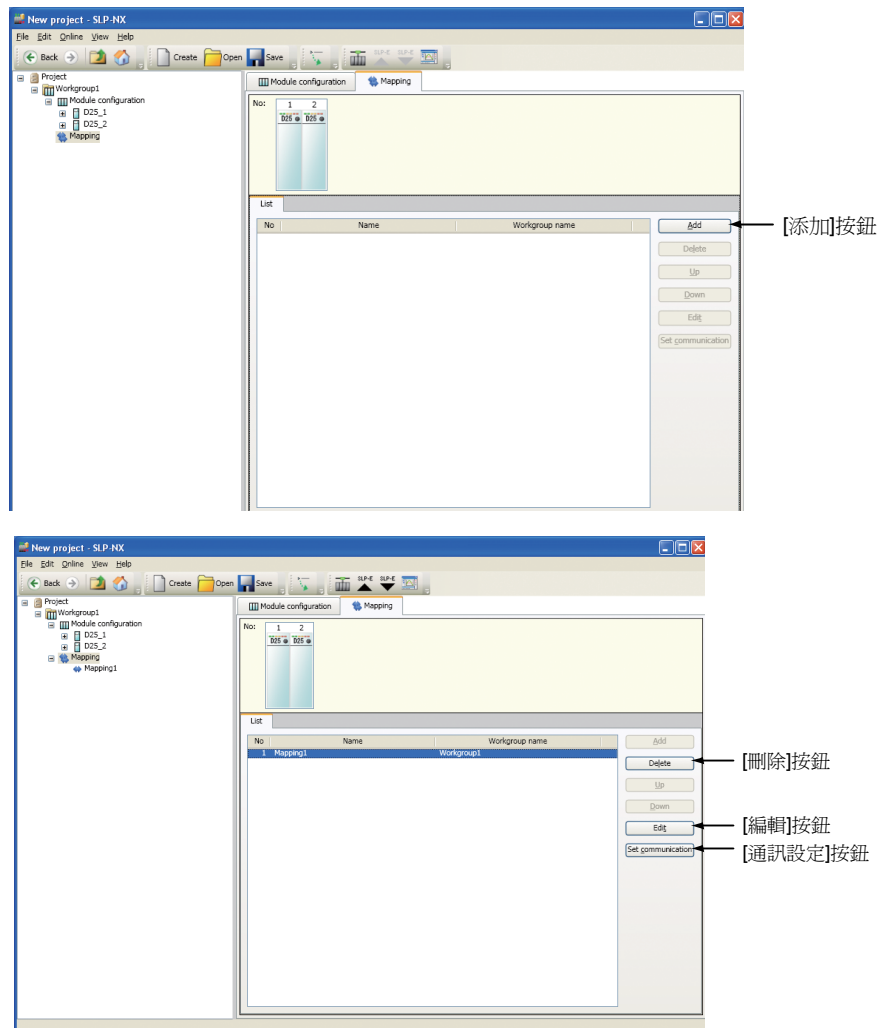 New project - SLP-NX
File Edit Online View Help
Back Create Open Save SLP-E SLP-E
Project
Workgroup1
Module configuration
D25_1
D25_2
Mapping
Module configuration Mapping
No: 1 2
D25 D25
List
No Name Workgroup name
Add
Delete
Up
Down
Edit
Set communication
[添加]按鈕
New project - SLP-NX
File Edit Online View Help
Back Create Open Save SLP-E SLP-E
Project
Workgroup1
Module configuration
D25_1
D25_2
Mapping
Mapping1
Module configuration Mapping
No: 1 2
D25 D25
List
No Name Workgroup name
1 Mapping1 Workgroup1
Add
Delete
Up
Down
Edit
Set communication
[刪除]按鈕
[編輯]按鈕
[通訊設定]按鈕